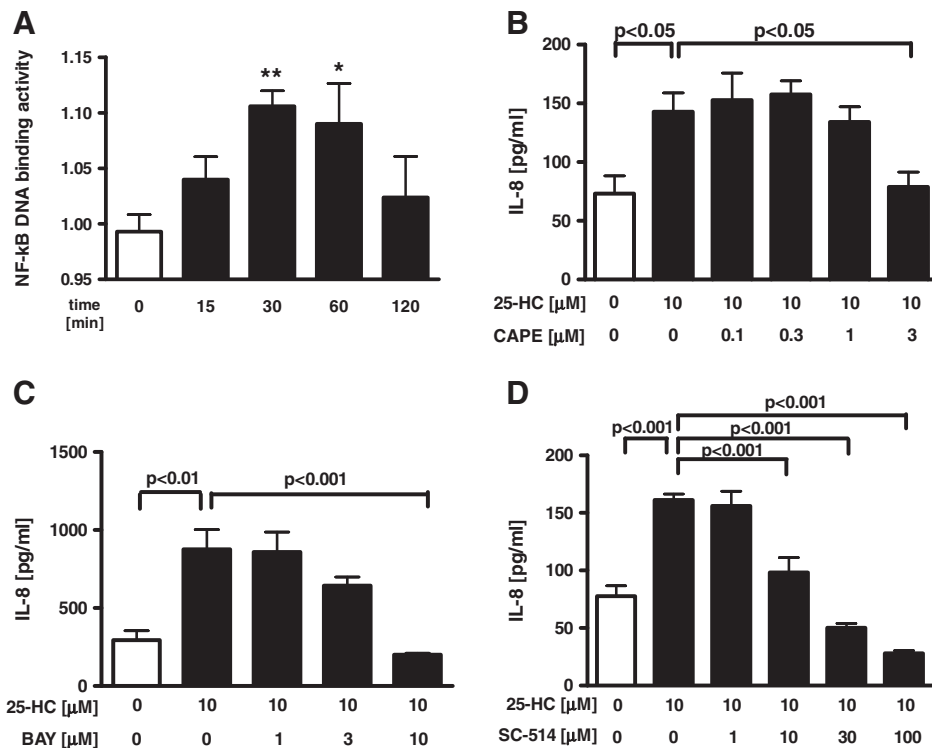 A
NF-kB DNA binding activity
1.15
1.10
1.05
1.00
0.95
** *
time [min] 0 15 30 60 120
B
p<0.05 p<0.05
IL-8 [pg/ml]
200
150
100
50
0
25-HC [µM] 0 10 10 10 10 10
CAPE [µM] 0 0 0.1 0.3 1 3
C
p<0.01 p<0.001
IL-8 [pg/ml]
1500
1000
500
0
25-HC [µM] 0 10 10 10 10
BAY [µM] 0 0 1 3 10
D
p<0.001
p<0.001 p<0.001
p<0.001
IL-8 [pg/ml]
200
150
100
50
0
25-HC [µM] 0 10 10 10 10 10
SC-514 [µM] 0 0 1 10 30 100